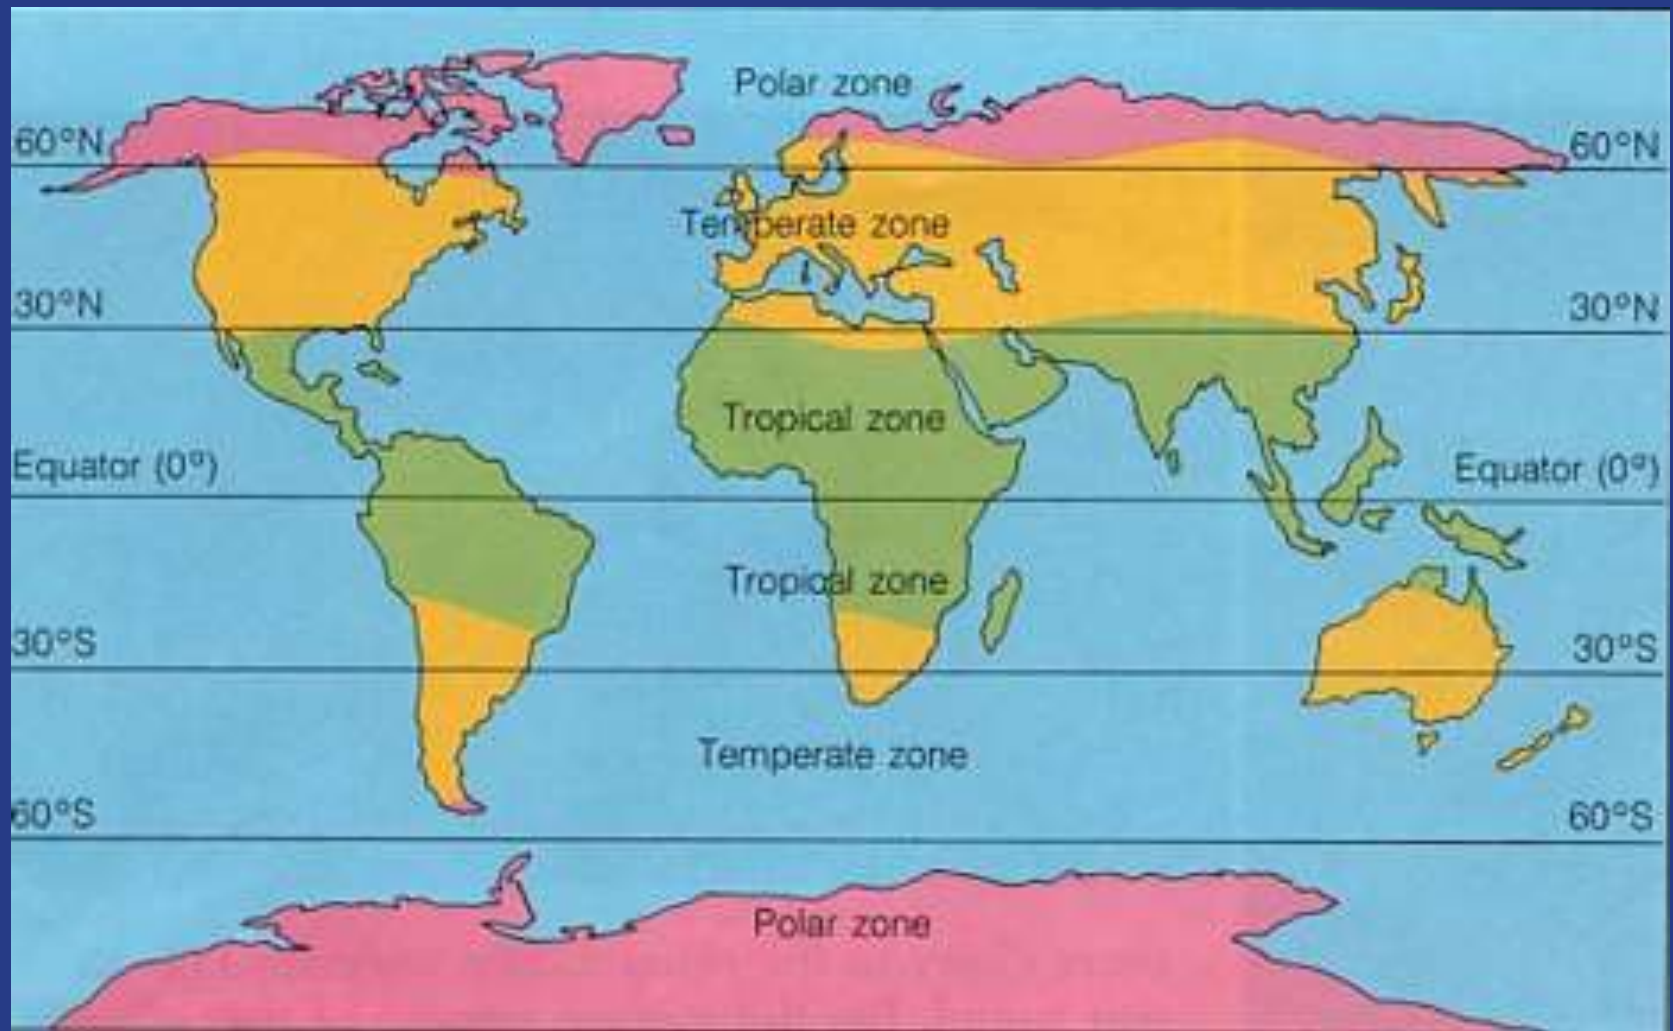 Polar zone
60°N 60°N
Temperate zone
30°N 30°N
Tropical zone
Equator (0°) Equator (0°)
Tropical zone
30°S 30°S
Temperate zone
60°S 60°S
Polar zone